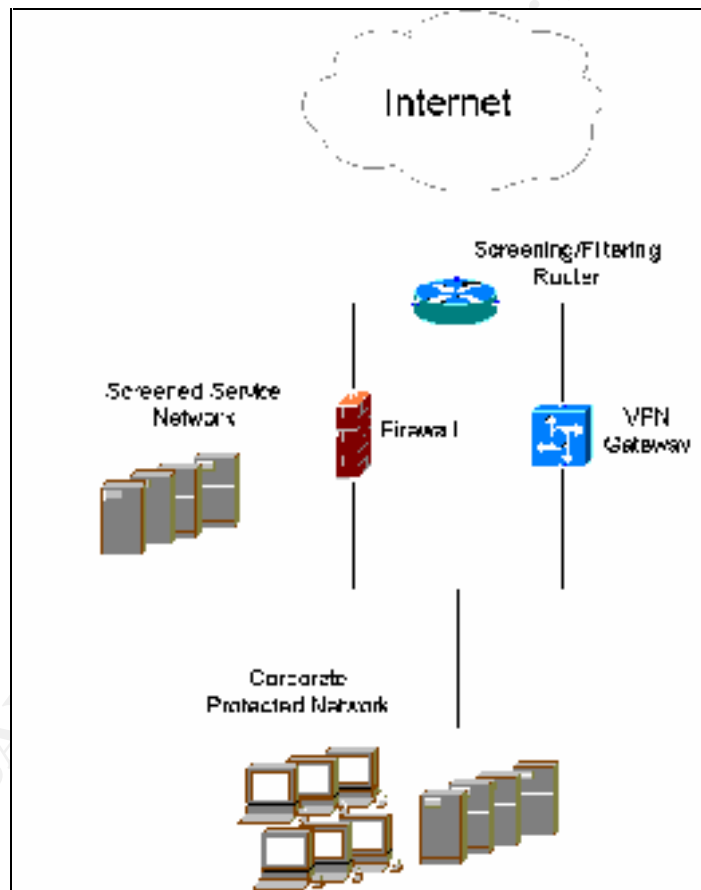 Internet
Screening/Filtering
Router
Screened Service
Network
Firewall
VPN
Gateway
Corporate
Protected Network